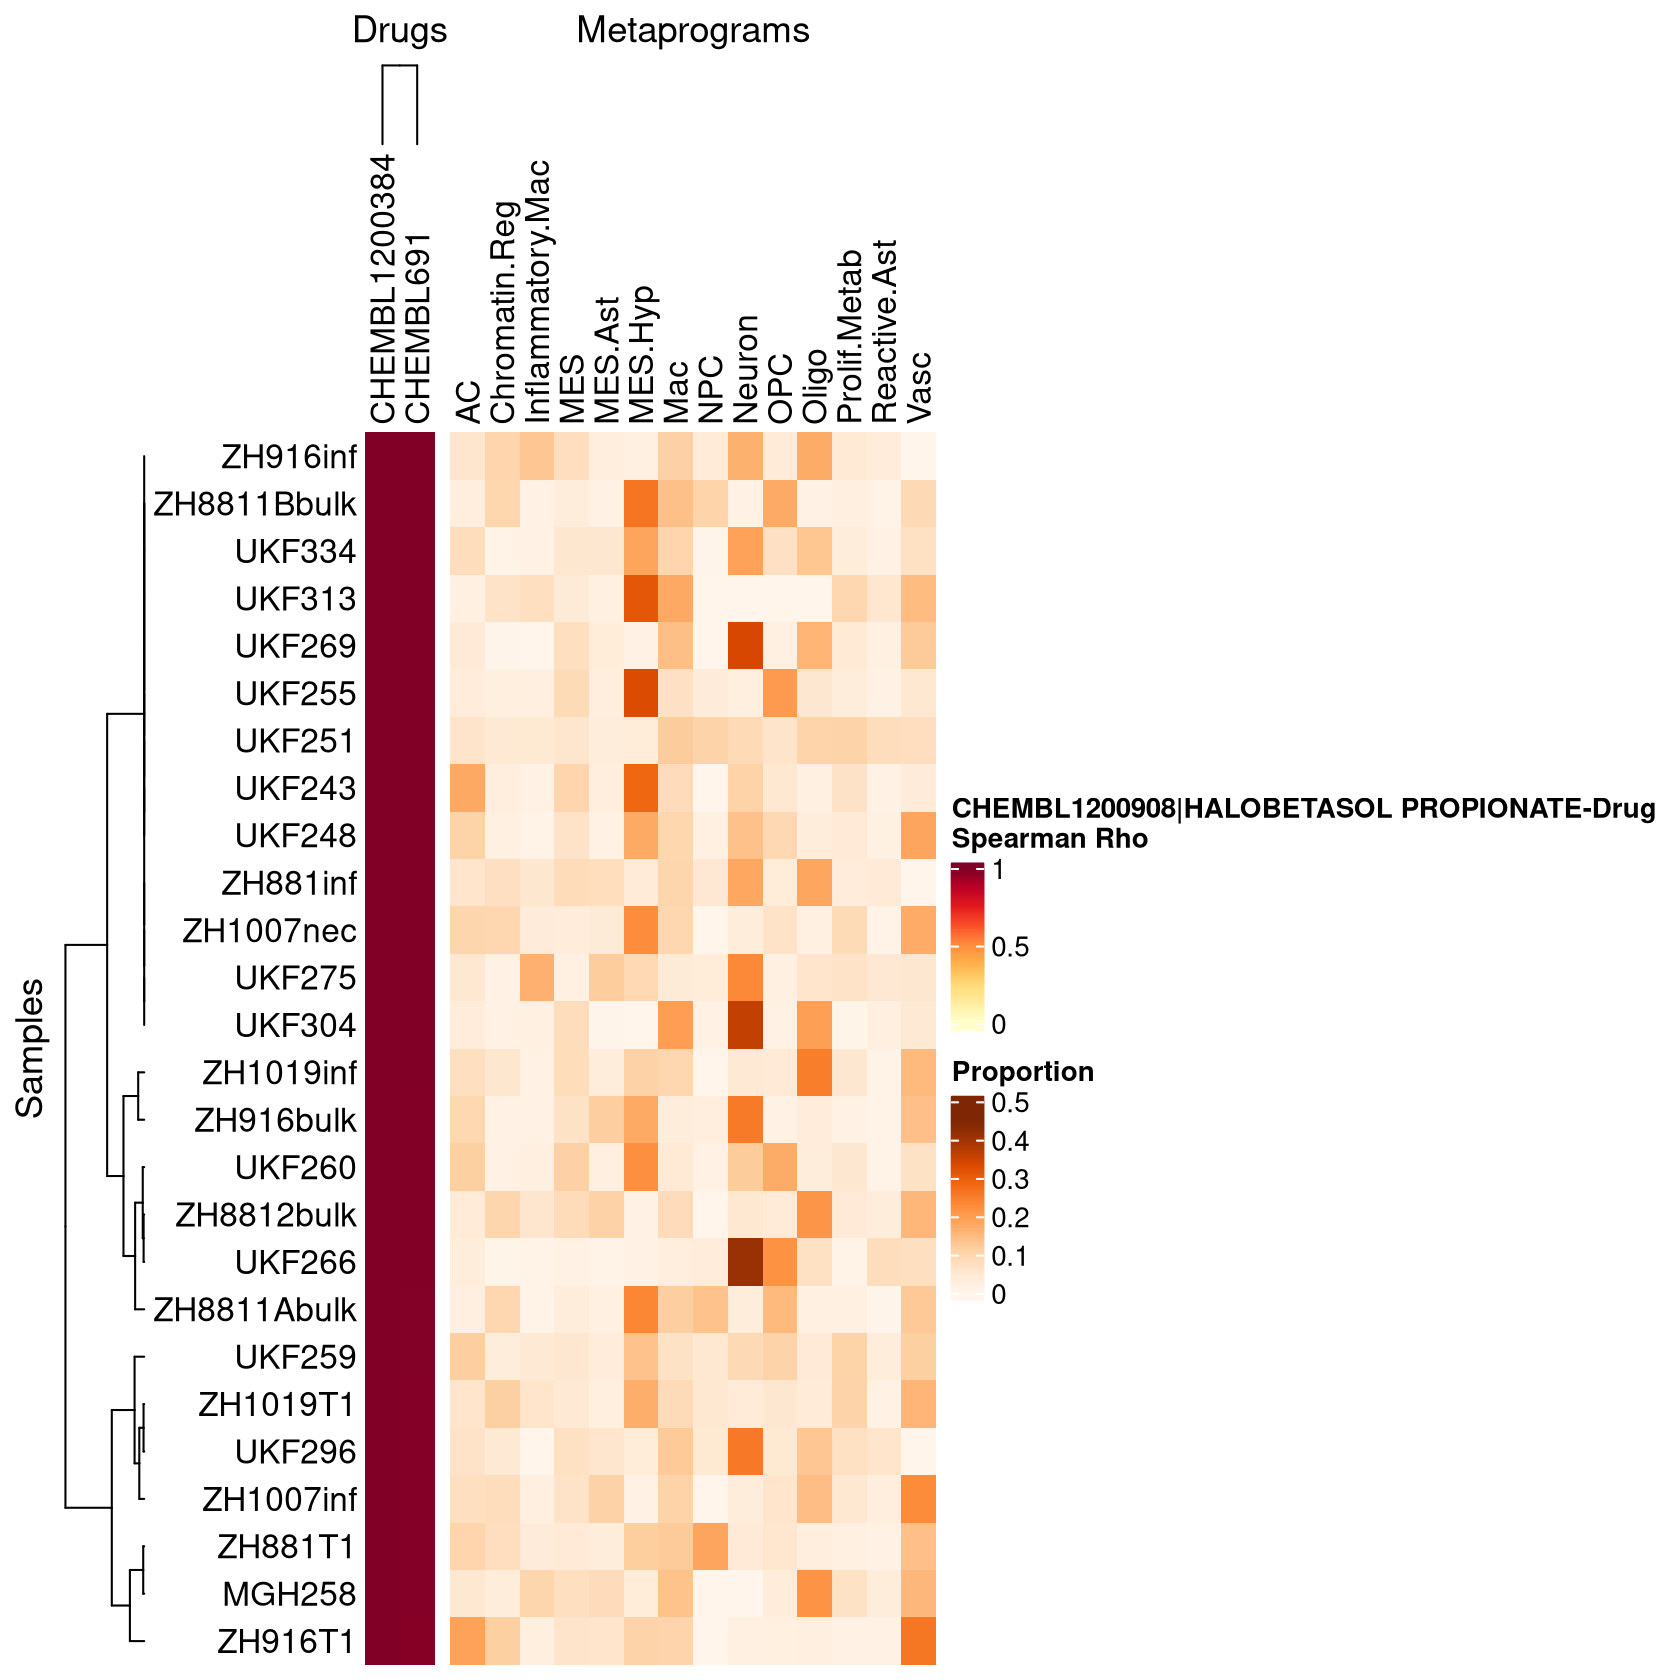 Drugs
Metaprograms
CHEMBL1200384
CHEMBL691
AC
Chromatin.Reg
Inflammatory.Mac
MES
MES.Ast
MES.Hyp
Mac
NPC
Neuron
OPC
Oligo
Prolif.Metab
Reactive.Ast
Vasc
Samples
ZH916inf
ZH8811Bbulk
UKF334
UKF313
UKF269
UKF255
UKF251
UKF243
UKF248
ZH881inf
ZH1007nec
UKF275
UKF304
ZH1019inf
ZH916bulk
UKF260
ZH8812bulk
UKF266
ZH8811Abulk
UKF259
ZH1019T1
UKF296
ZH1007inf
ZH881T1
MGH258
ZH916T1
CHEMBL1200908|HALOBETASOL PROPIONATE-Drug
Spearman Rho
1
0.5
0
Proportion
0.5
0.4
0.3
0.2
0.1
0